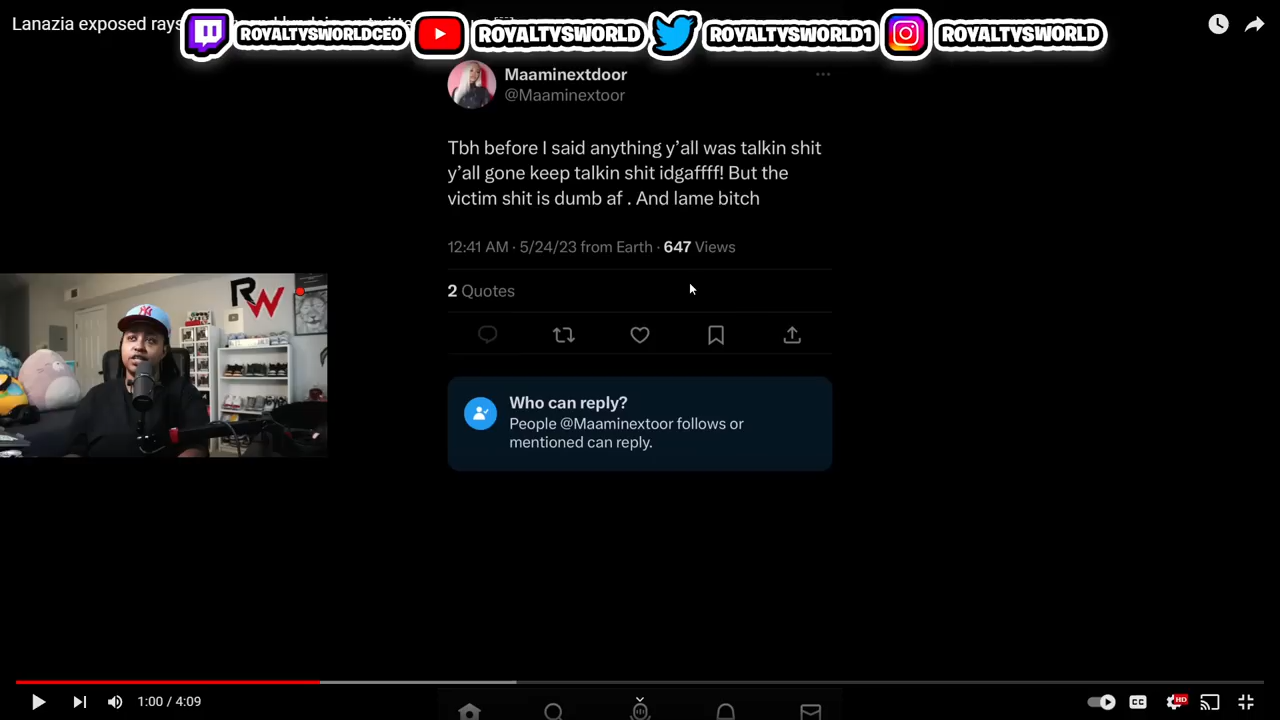 Lanazia exposed rays
ROYALTYSWORLDCEO ROYALTYSWORLD ROYALTYSWORLD1 ROYALTYSWORLD
Maaminextdoor
@Maaminextoor
Tbh before I said anything y’all was talkin shit
y’all gone keep talkin shit idgaffff! But the
victim shit is dumb af . And lame bitch
12:41 AM · 5/24/23 from Earth · 647 Views
2 Quotes
RW
Who can reply?
People @Maaminextoor follows or
mentioned can reply.
1:00 / 4:09
CC
HD